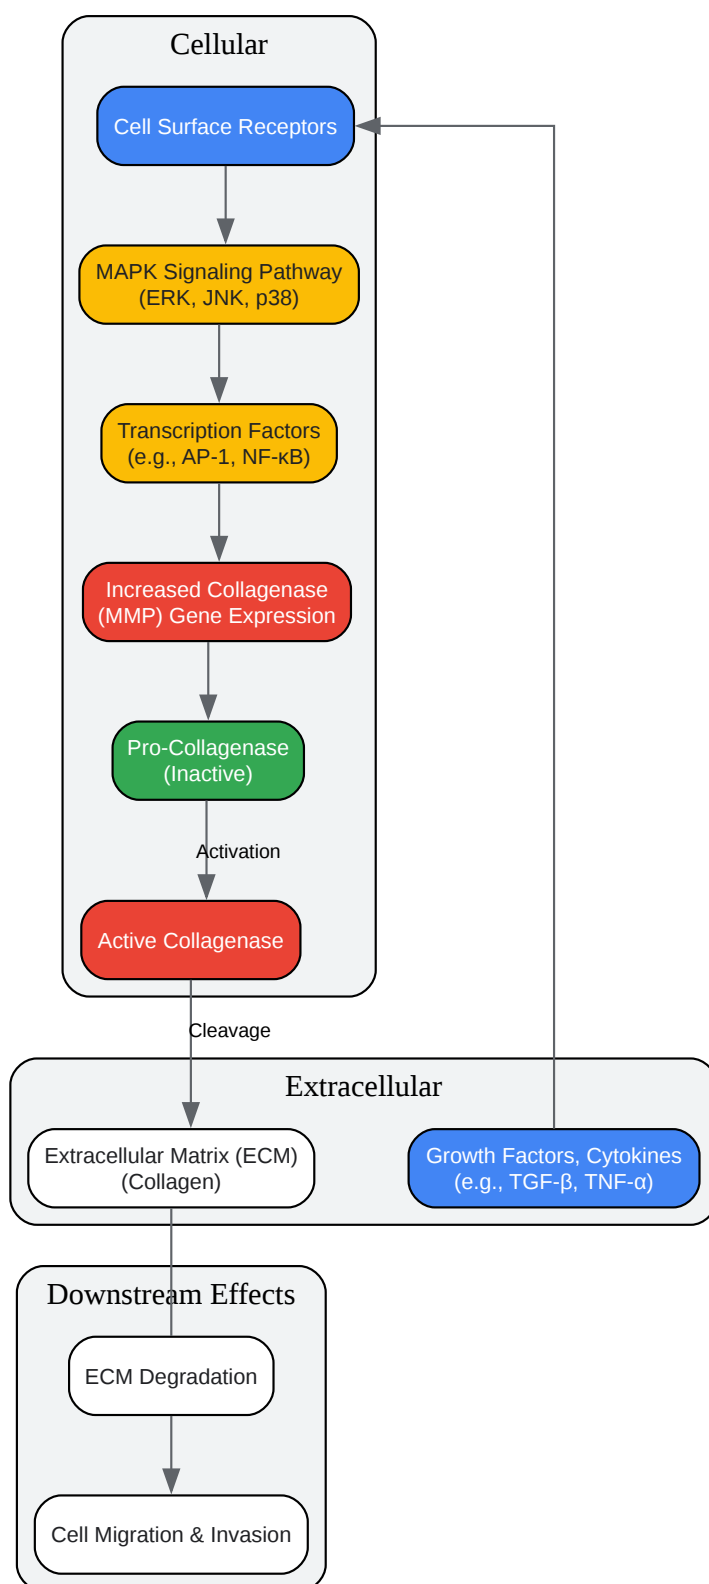 Cellular
Cell Surface Receptors
MAPK Signaling Pathway
(ERK, JNK, p38)
Transcription Factors
(e.g., AP-1, NF-κB)
Increased Collagenase
(MMP) Gene Expression
Pro-Collagenase
(Inactive)
Activation
Active Collagenase
Cleavage
Extracellular
Extracellular Matrix (ECM)
(Collagen)
Growth Factors, Cytokines
(e.g., TGF-β, TNF-α)
Downstream Effects
ECM Degradation
Cell Migration & Invasion